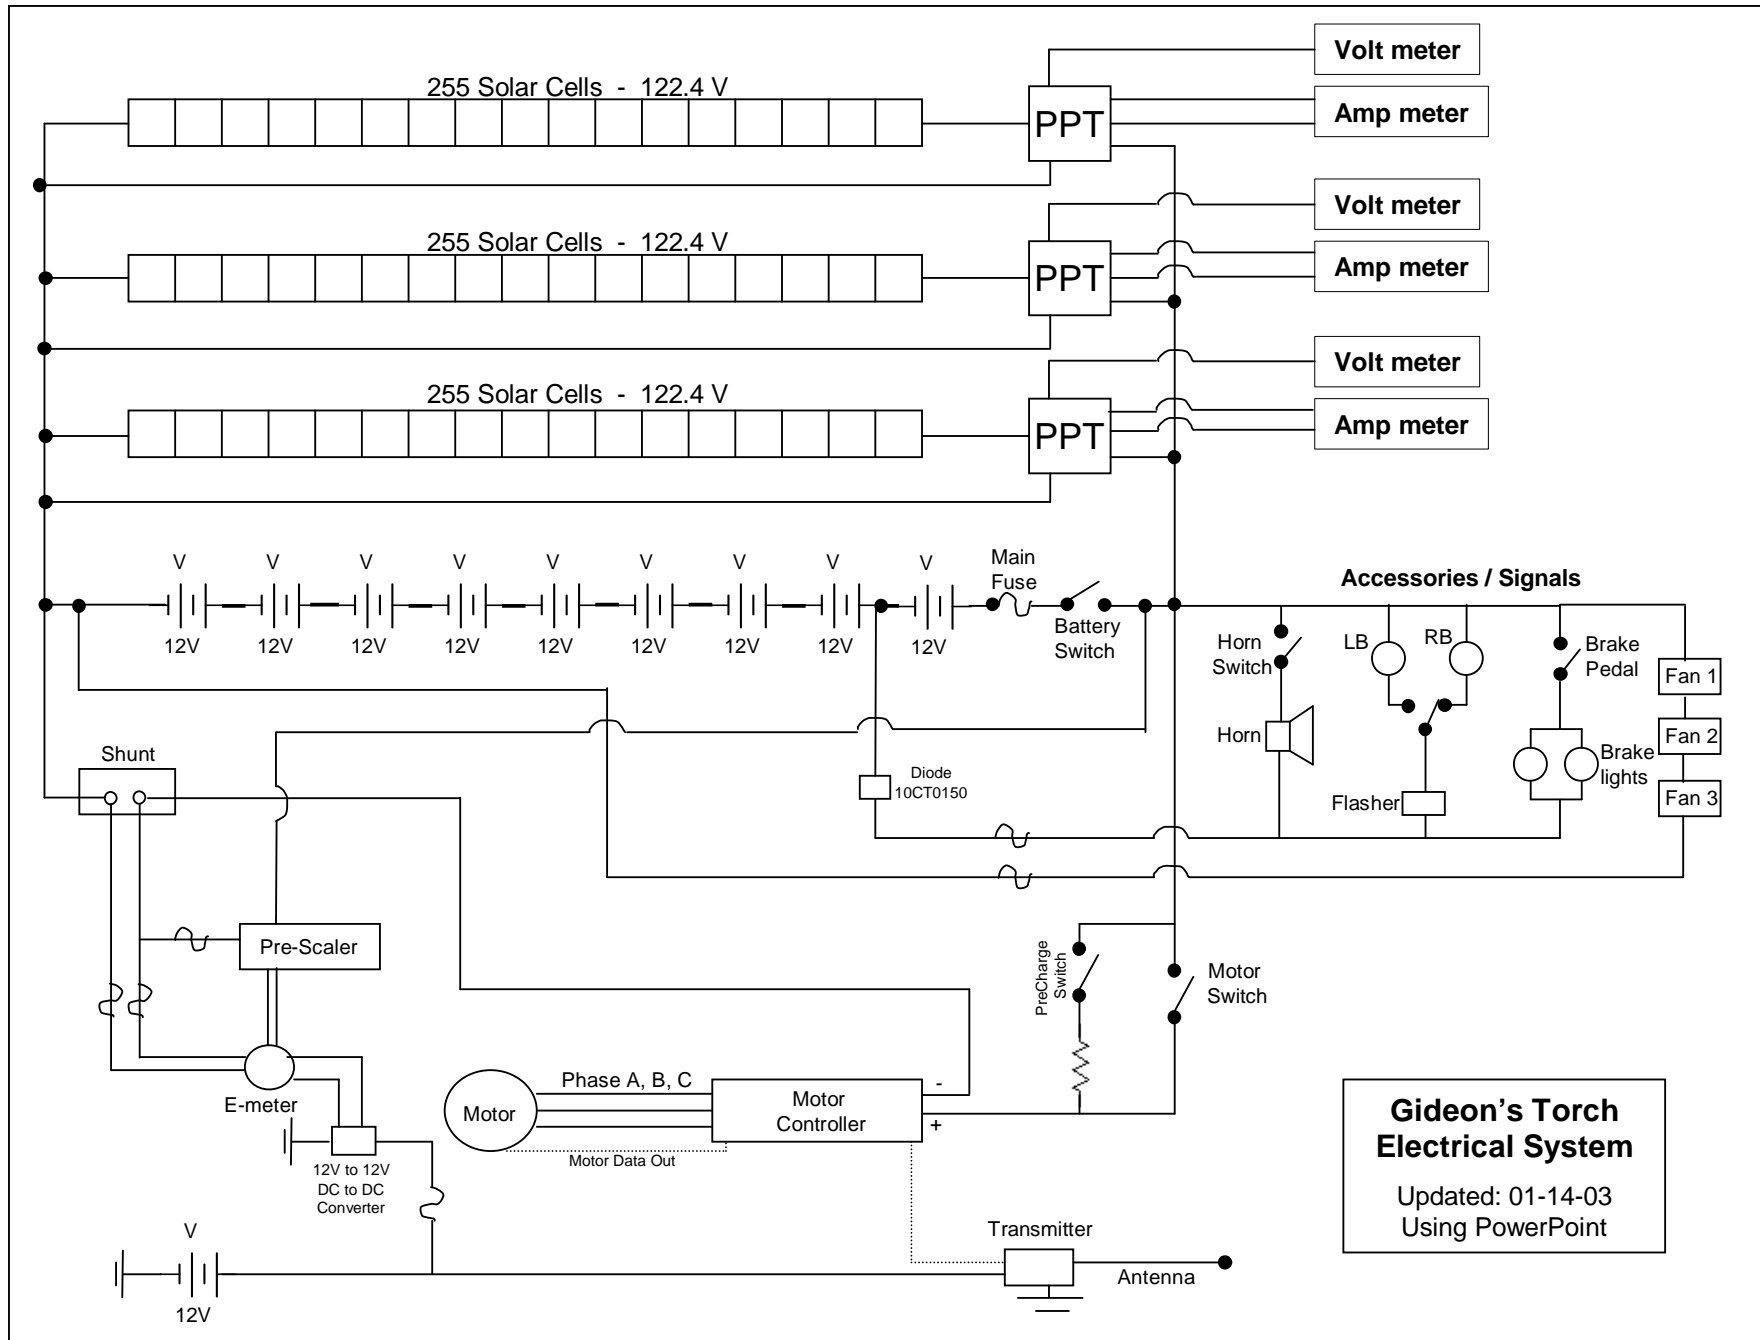 255 Solar Cells - 122.4 V
PPT
Volt meter
Amp meter
255 Solar Cells - 122.4 V
PPT
Volt meter
Amp meter
255 Solar Cells - 122.4 V
PPT
Volt meter
Amp meter
V
V
V
V
V
V
V
V
V
12V
12V
12V
12V
12V
12V
12V
12V
12V
Main
Fuse
Battery
Switch
Accessories / Signals
Horn
Switch
LB
RB
Brake
Pedal
Fan 1
Horn
Fan 2
Brake
lights
Flasher
Fan 3
Shunt
Diode
10CT0150
Pre-Scaler
PreCharge
Switch
Motor
Switch
E-meter
Motor
Phase A, B, C
Motor
Controller
-
+
Motor Data Out
12V to 12V
DC to DC
Converter
V
12V
Transmitter
Antenna
Gideon's Torch
Electrical System
Updated: 01-14-03
Using PowerPoint